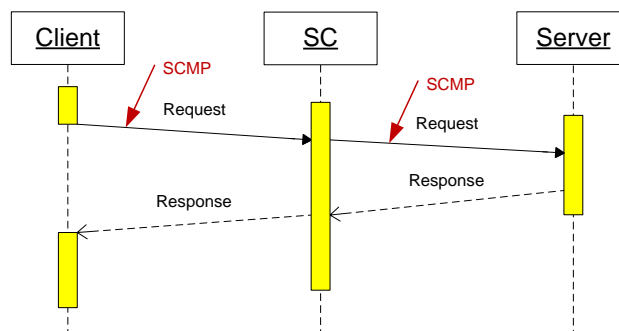 Client
SC
Server
SCMP
SCMP
Request
Request
Response
Response